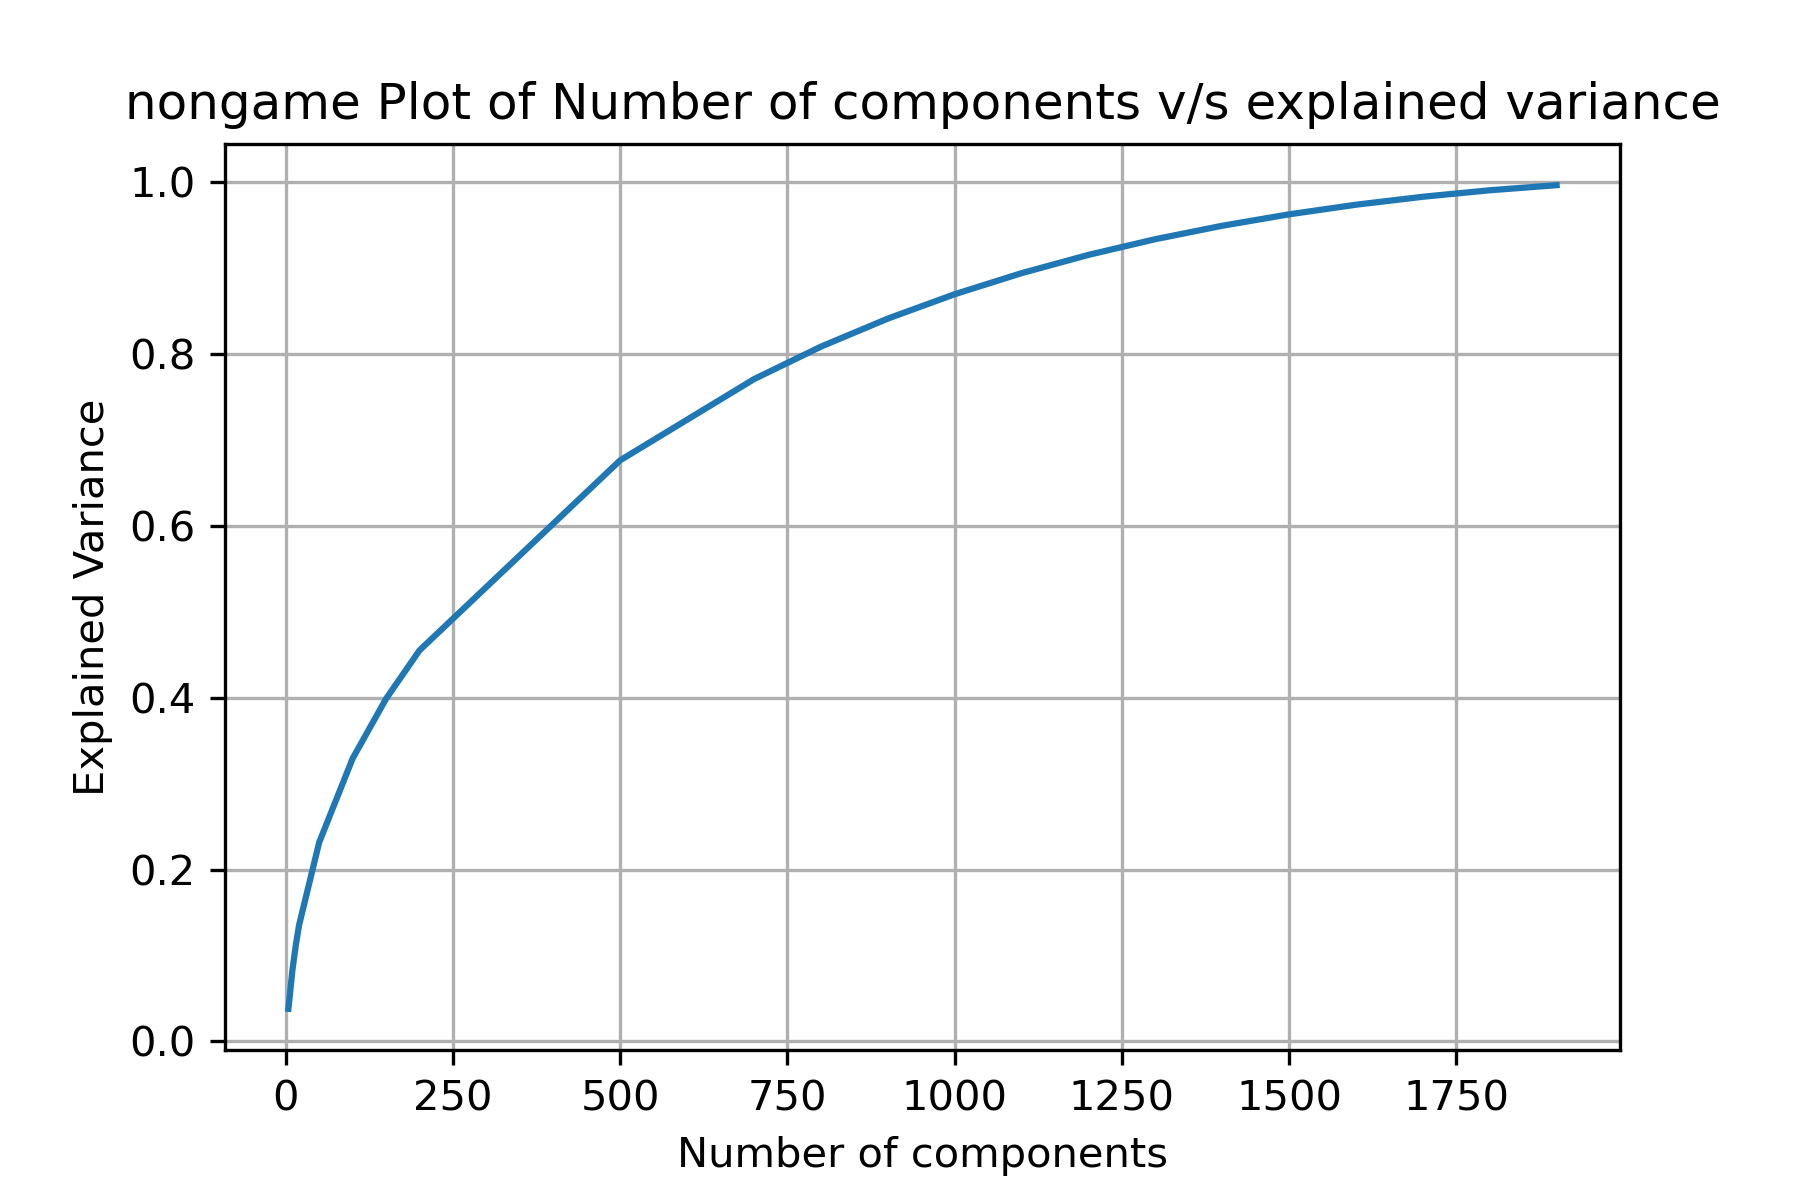 nongame Plot of Number of components v/s explained variance
1.0
0.8
0.6
0.4
0.2
0.0
Explained Variance
0 250 500 750 1000 1250 1500 1750
Number of components